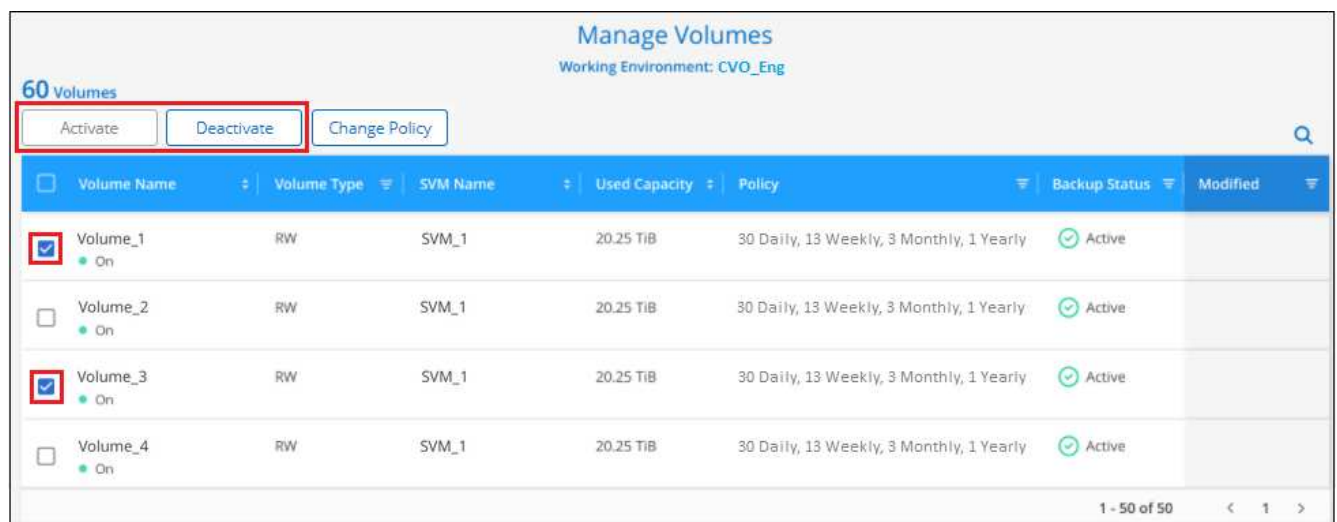 Manage Volumes
Working Environment: CVO_Eng
60 Volumes
Activate Deactivate Change Policy
Volume Name Volume Type SVM Name Used Capacity Policy Backup Status Modified
Volume_1 RW SVM_1 20.25 TiB 30 Daily, 13 Weekly, 3 Monthly, 1 Yearly Active
On
Volume_2 RW SVM_1 20.25 TiB 30 Daily, 13 Weekly, 3 Monthly, 1 Yearly Active
On
Volume_3 RW SVM_1 20.25 TiB 30 Daily, 13 Weekly, 3 Monthly, 1 Yearly Active
On
Volume_4 RW SVM_1 20.25 TiB 30 Daily, 13 Weekly, 3 Monthly, 1 Yearly Active
On
1 - 50 of 50 < 1 >